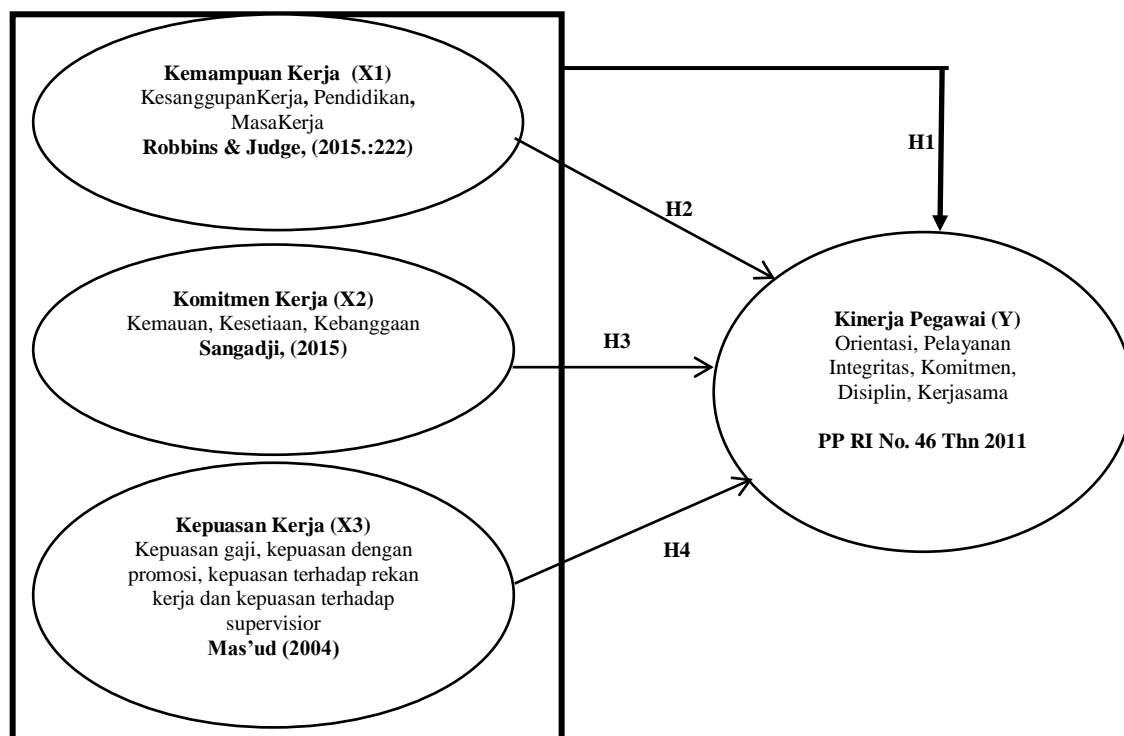 Kemampuan Kerja (X1)
KesanggupanKerja, Pendidikan,
MasaKerja
Robbins & Judge, (2015.:222)
H1
H2
Komitmen Kerja (X2)
Kemauan, Kesetiaan, Kebanggaan
Sangadji, (2015)
H3
Kinerja Pegawai (Y)
Orientasi, Pelayanan
Integritas, Komitmen,
Disiplin, Kerjasama
PP RI No. 46 Thn 2011
Kepuasan Kerja (X3)
Kepuasan gaji, kepuasan dengan
promosi, kepuasan terhadap rekan
kerja dan kepuasan terhadap
supervisior
Mas’ud (2004)
H4